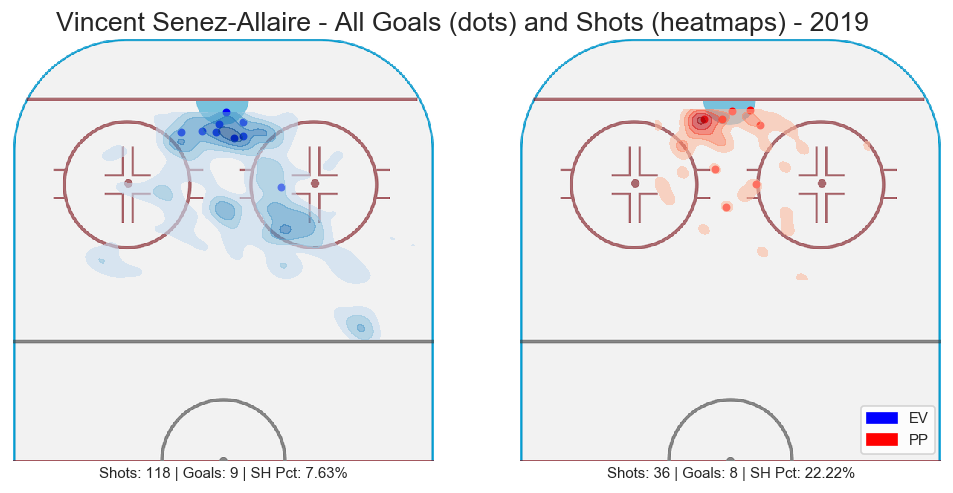 Vincent Senez-Allaire - All Goals (dots) and Shots (heatmaps) - 2019
EV
PP
Shots: 118 | Goals: 9 | SH Pct: 7.63%
Shots: 36 | Goals: 8 | SH Pct: 22.22%